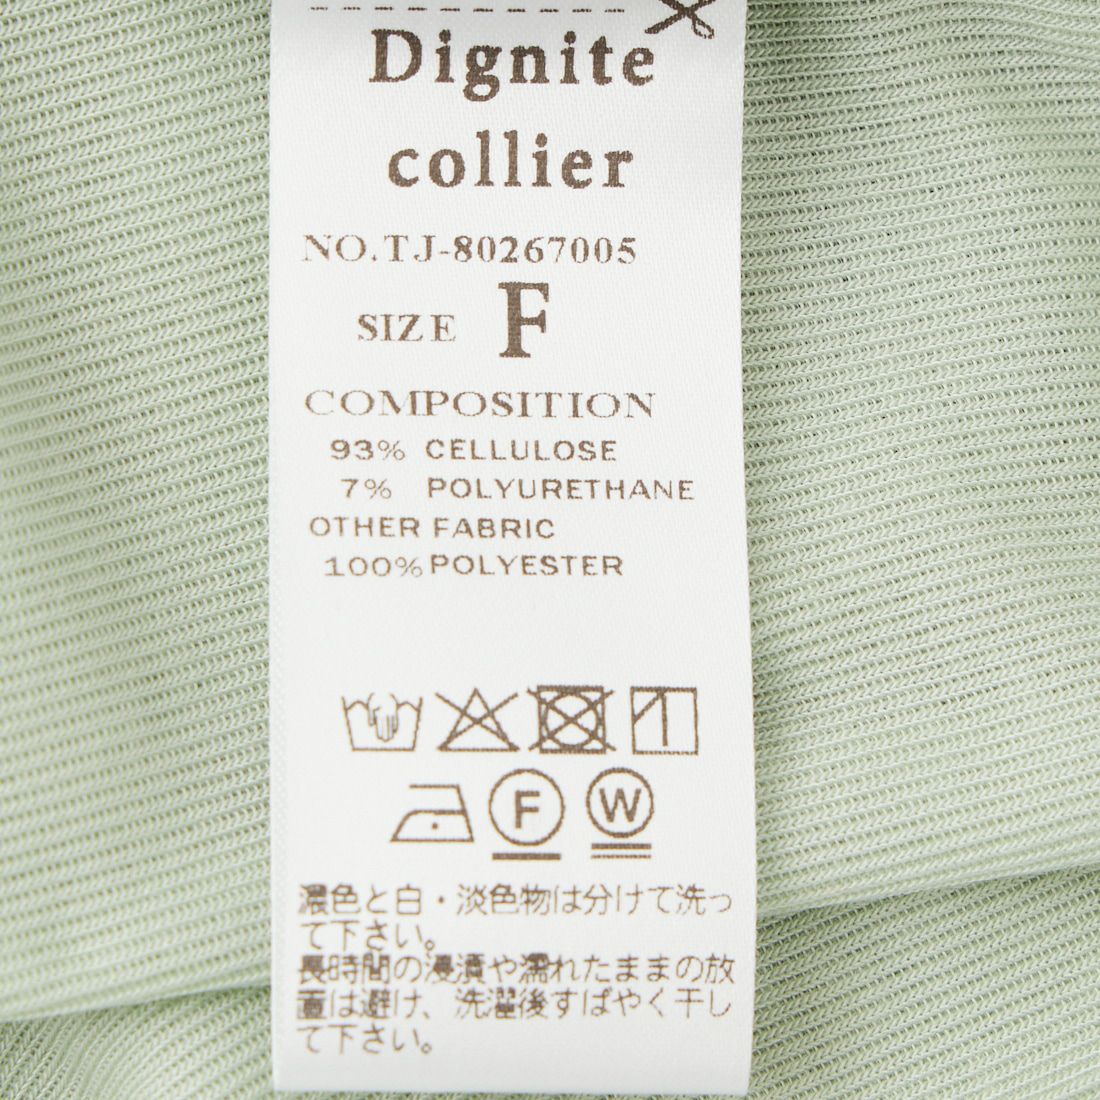 Dignite
collier
NO.TJ-80267005
SIZE F
COMPOSITION
93% CELLULOSE
7% POLYURETHANE
OTHER FABRIC
100% POLYESTER
F W
濃色と白・淡色物は分けて洗っ
て下さい。
長時間の浸漬や濡れたままの放
置は避け、洗濯後すばやく干し
て下さい。